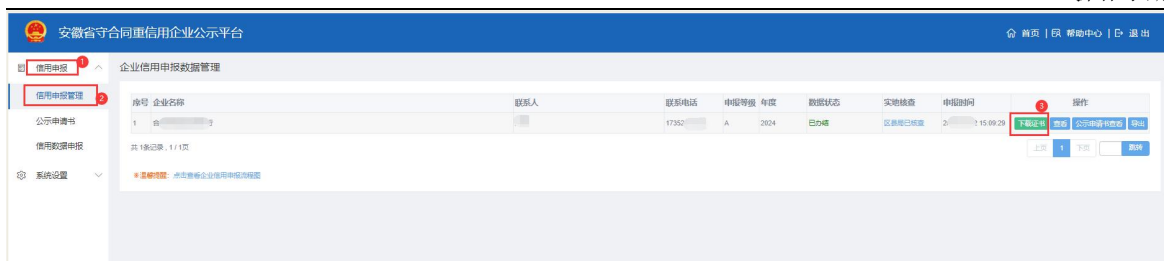 安徽省守合同重信用企业公示平台
首页 | 帮助中心 | 退出
信用申报 1
企业信用申报数据管理
信用申报管理 2
公示申请书
信用数据申报
系统设置
序号 企业名称 联系人 联系电话 申报等级 年度 数据状态 实地核查 申报时间 3 操作
1 合 行 17352 A 2024 已办结 区县局已核查 2 2 15:09:29 下载证书 查看 公示申请书查看 导出
共 1条记录, 1 / 1页
上页 1 下页 跳转
※温馨提醒：点击查看企业信用申报流程图